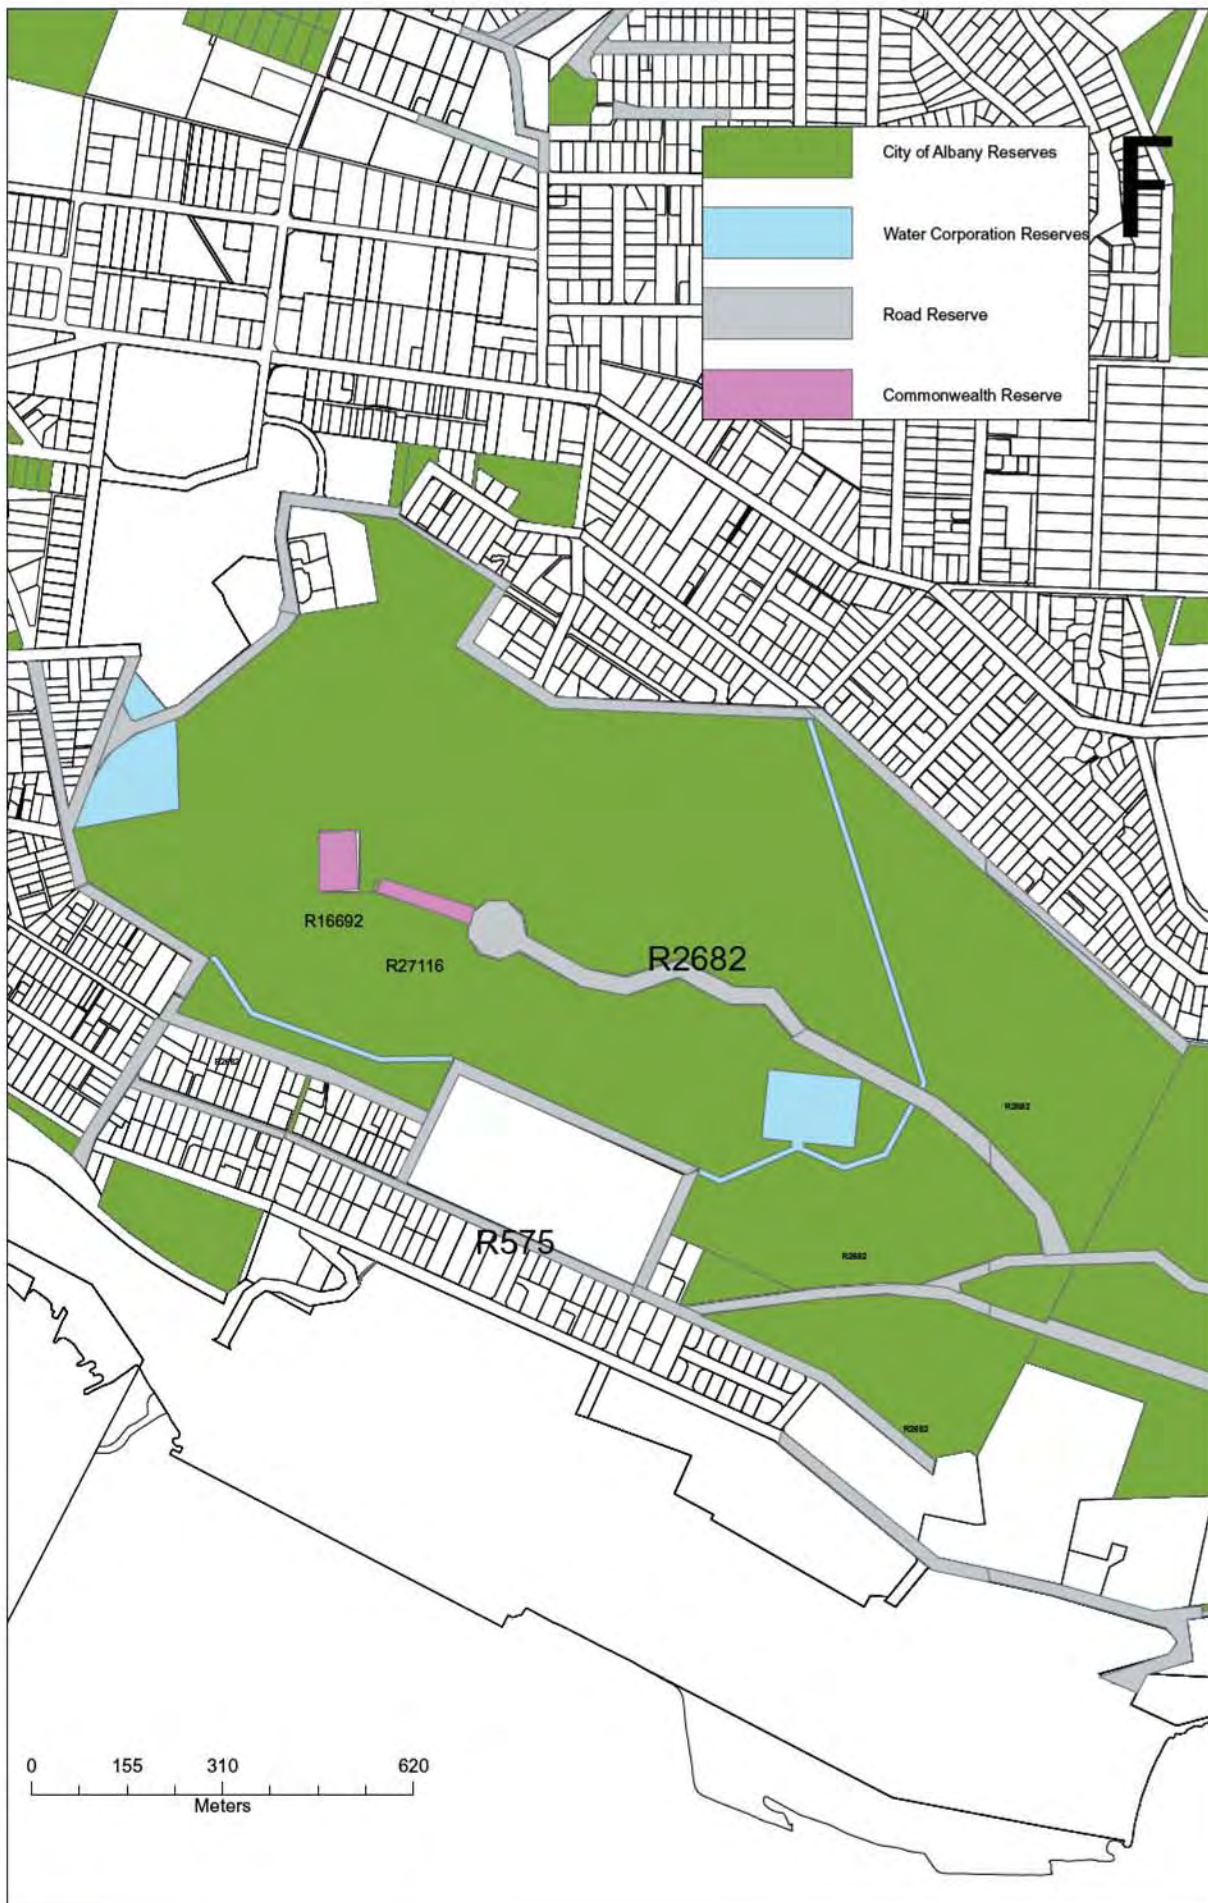 City of Albany Reserves
F
Water Corporation Reserves
Road Reserve
Commonwealth Reserve
R16692
R27116
R2682
R2682
R2682
R575
R2682
R2682
0 155 310 620
Meters